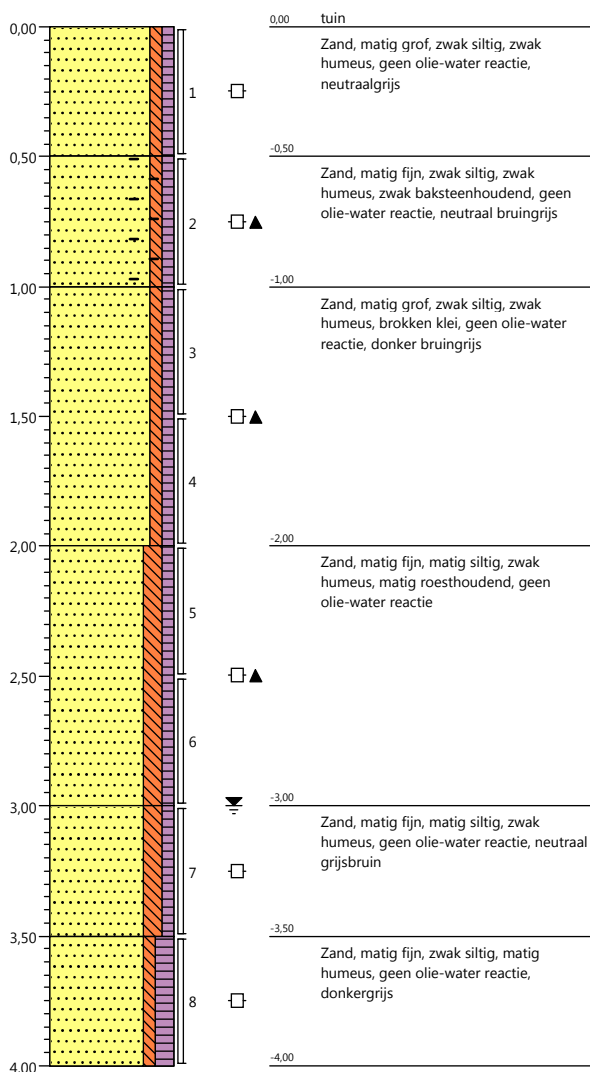 0,00
0,50
1,00
1,50
2,00
2,50
3,00
3,50
4,00
1
2
3
4
5
6
7
8
0,00 tuin
Zand, matig grof, zwak siltig, zwak
humeus, geen olie-water reactie,
neutraalgrijs
-0,50
Zand, matig fijn, zwak siltig, zwak
humeus, zwak baksteenhoudend, geen
olie-water reactie, neutraal bruingrijs
-1,00
Zand, matig grof, zwak siltig, zwak
humeus, brokken klei, geen olie-water
reactie, donker bruingrijs
-2,00
Zand, matig fijn, matig siltig, zwak
humeus, matig roesthoudend, geen
olie-water reactie
-3,00
Zand, matig fijn, matig siltig, zwak
humeus, geen olie-water reactie, neutraal
grijsbruin
-3,50
Zand, matig fijn, zwak siltig, matig
humeus, geen olie-water reactie,
donkergrijs
-4,00